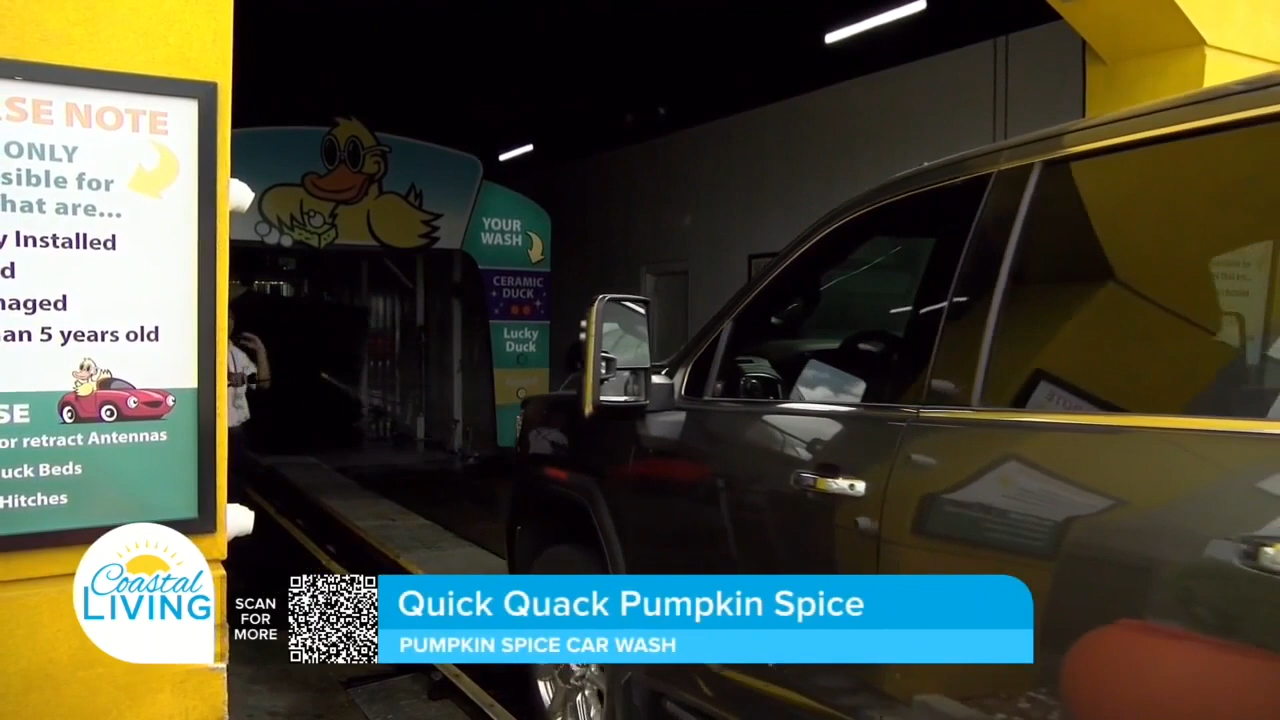 SE NOTE
ONLY
sible for
hat are...
y Installed
d
naged
an 5 years old
SE
or retract Antennas
uck Beds
Hitches
YOUR
WASH
CERAMIC
DUCK
Lucky
Duck
Coastal
LIVING
SCAN
FOR
MORE
Quick Quack Pumpkin Spice
PUMPKIN SPICE CAR WASH